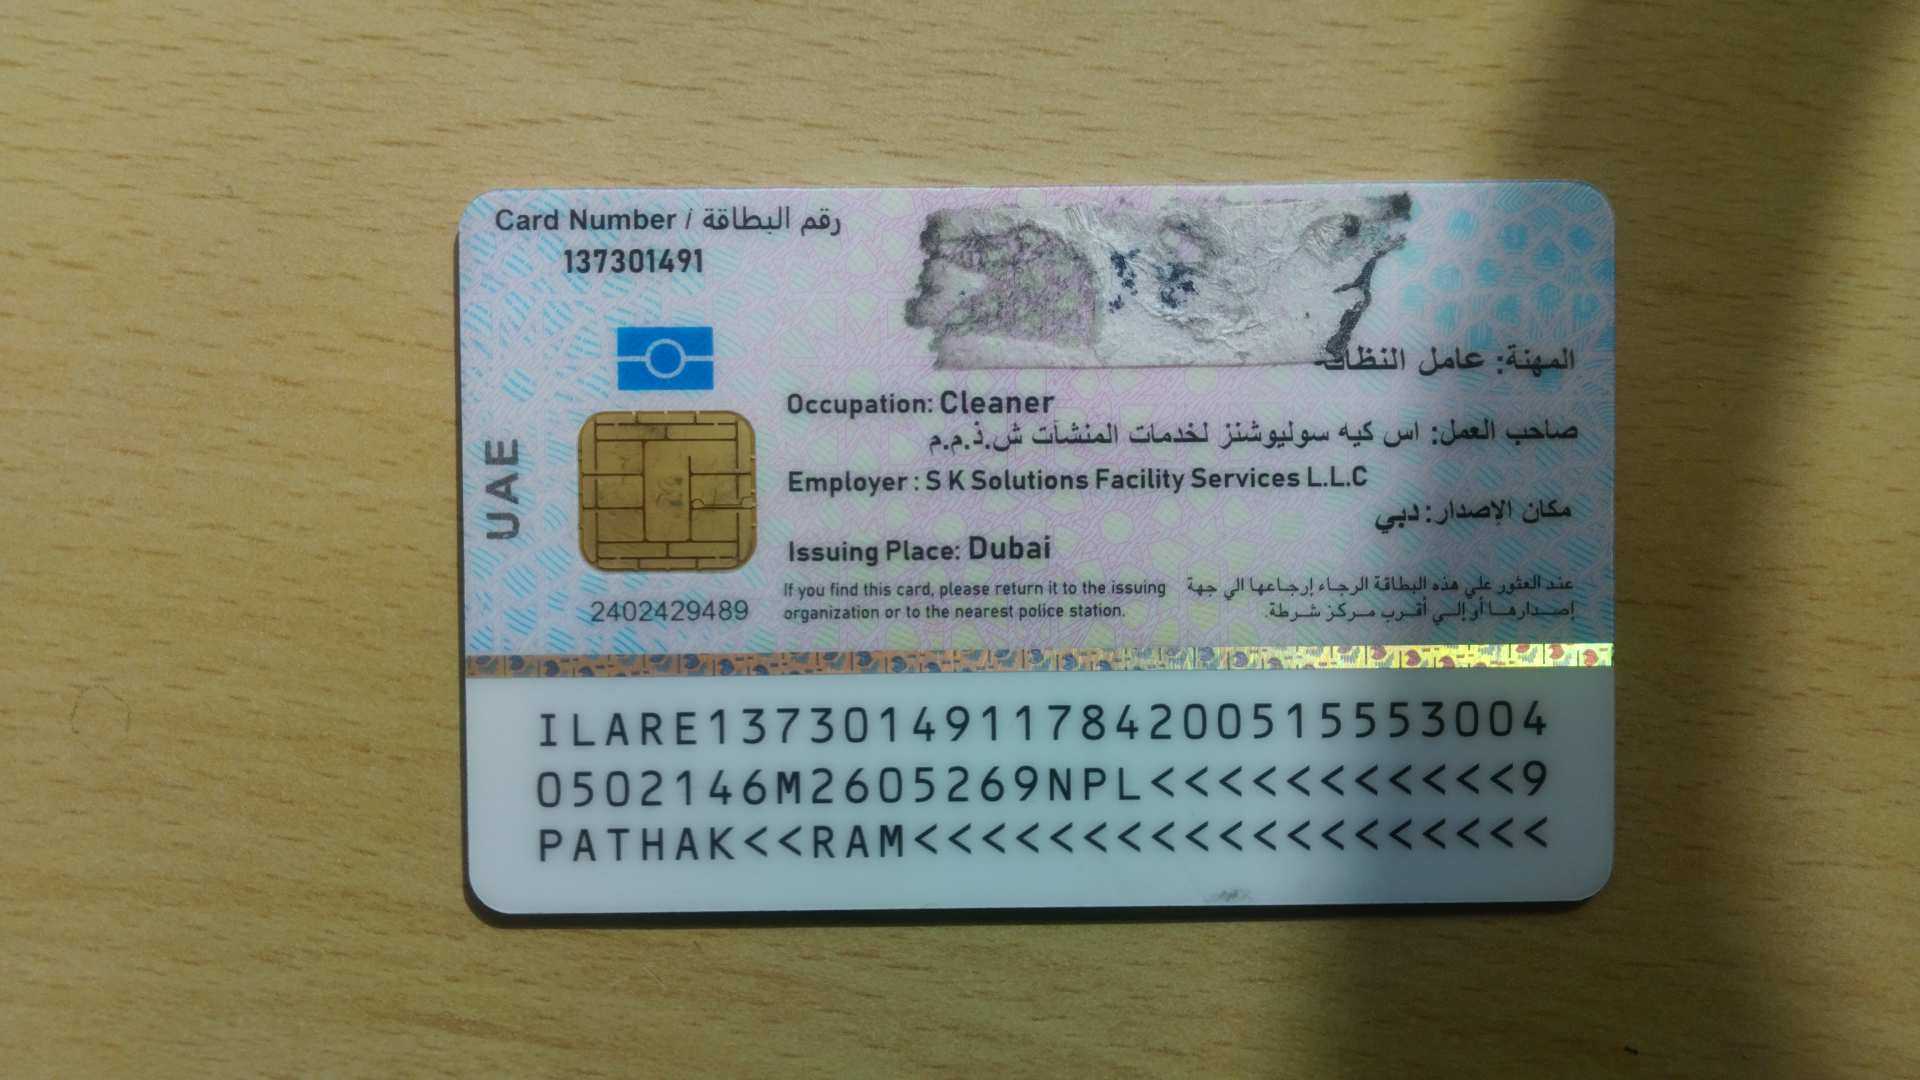 Card Number / رقم البطاقة
137301491
المهنة: عامل
Occupation: Cleaner
صاحب العمل: اس كيه سوليوشنز لخدمات المنشآت ش.ذ.م.م
Employer : S K Solutions Facility Services L.L.C
مكان الإصدار: دبي
Issuing Place: Dubai
UAE
If you find this card, please return it to the issuing
organization or to the nearest police station.
عند العثور علي هذه البطاقة الرجاء إرجاعها الي جهة
إصدارها أو إلي أقرب مركز شرطة.
2402429489
ILARE1373014911784200515553004
0502146M2605269NPL<<<<<<<<<<<9
PATHAK<<RAM<<<<<<<<<<<<<<<<<<<